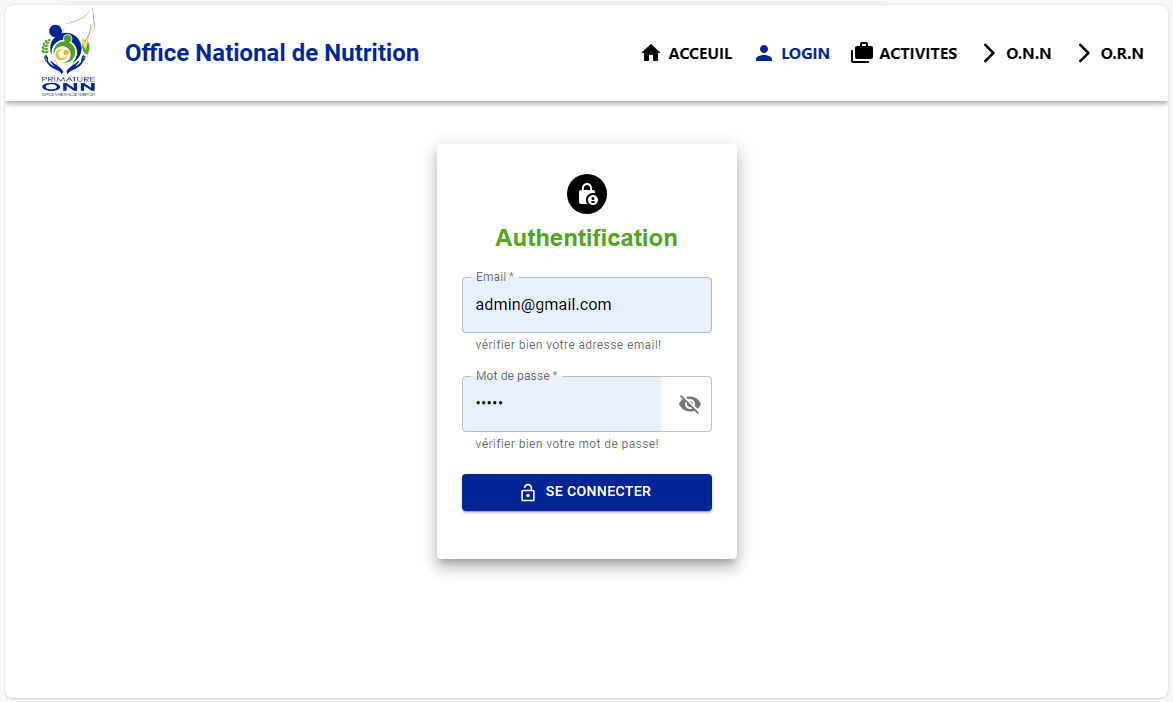 Office National de Nutrition
ACCEUIL
LOGIN
ACTIVITES
O.N.N
O.R.N
PRIMATURE
ONN
OFFICE NATIONAL DE NUTRITION
Authentification
Email *
admin@gmail.com
vérifier bien votre adresse email!
Mot de passe *
•••••
vérifier bien votre mot de passe!
SE CONNECTER